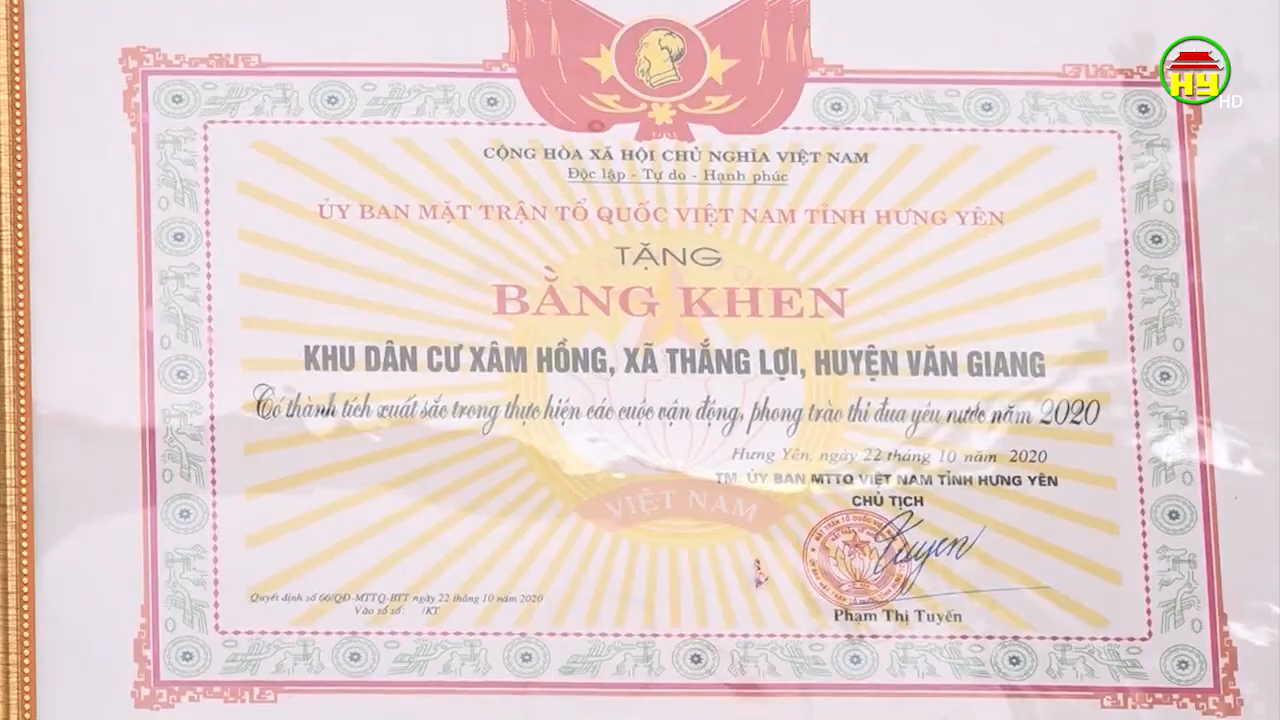 HY HD
CỘNG HÒA XÃ HỘI CHỦ NGHĨA VIỆT NAM
Độc lập - Tự do - Hạnh phúc
ỦY BAN MẶT TRẬN TỔ QUỐC VIỆT NAM TỈNH HƯNG YÊN
TẶNG
BẰNG KHEN
KHU DÂN CƯ XÂM HỒNG, XÃ THẮNG LỢI, HUYỆN VĂN GIANG
Có thành tích xuất sắc trong thực hiện các cuộc vận động, phong trào thi đua yêu nước năm 2020
Hưng Yên, ngày 22 tháng 10 năm 2020
TM. ỦY BAN MTTQ VIỆT NAM TỈNH HƯNG YÊN
CHỦ TỊCH
VIỆT NAM
Tuyen
Quyết định số 66/QĐ-MTTQ-BTT ngày 22 tháng 10 năm 2020
Vào sổ số: /KT
Phạm Thị Tuyến